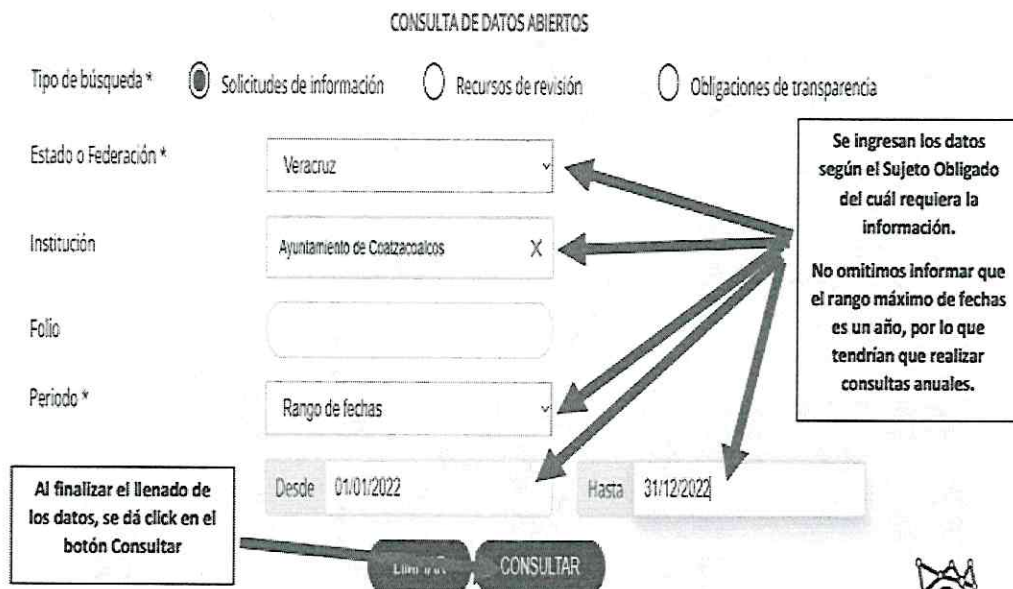 CONSULTA DE DATOS ABIERTOS
Tipo de búsqueda * Solicitudes de información Recursos de revisión Obligaciones de transparencia
Estado o Federación * Veracruz
Institución Ayuntamiento de Coatzacoalcos X
Folio
Periodo * Rango de fechas
Desde 01/01/2022 Hasta 31/12/2022
CONSULTAR
Se ingresan los datos
según el Sujeto Obligado
del cuál requiera la
información.
No omitimos informar que
el rango máximo de fechas
es un año, por lo que
tendrían que realizar
consultas anuales.
Al finalizar el llenado de
los datos, se dá click en el
botón Consultar